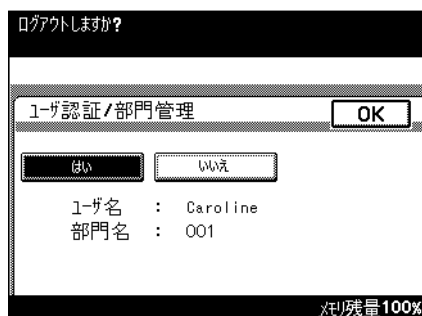 ﾛｸﾞｱｳﾄしますか?
ﾕｰｻﾞ認証/部門管理
OK
はい いいえ
ﾕｰｻﾞ名 : Caroline
部門名 : 001
ﾒﾓﾘ残量100%